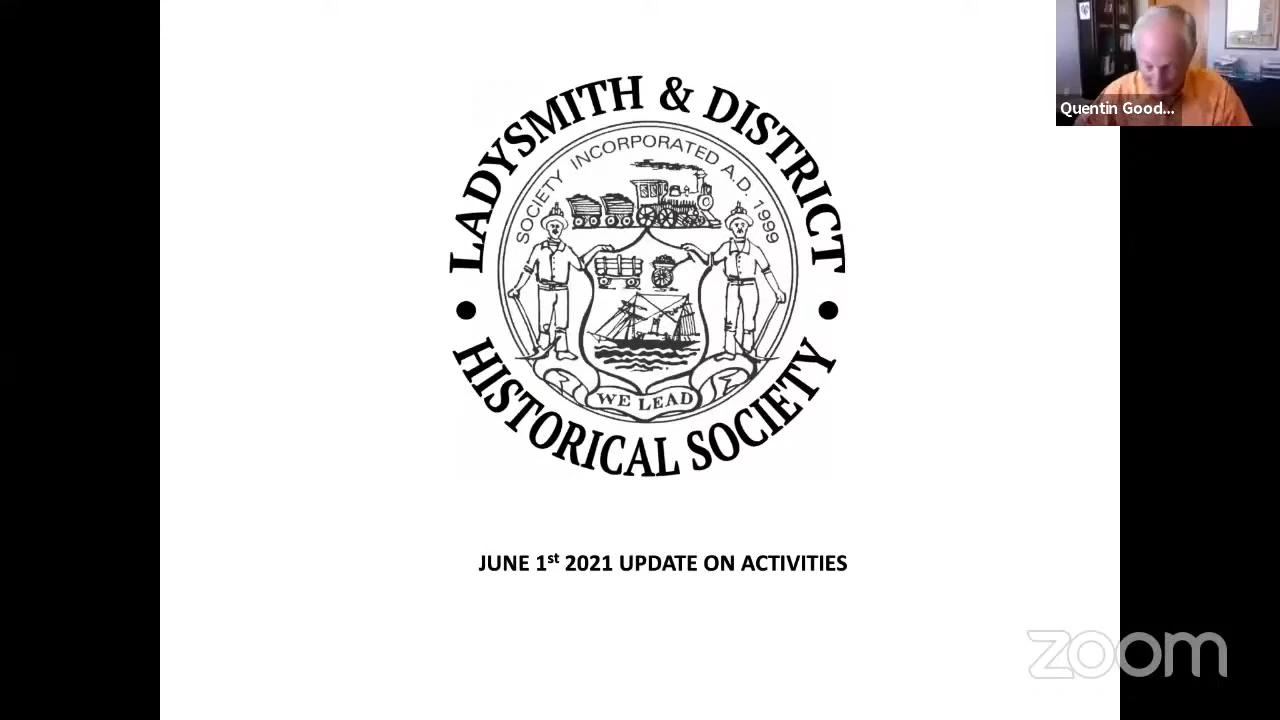 LADYSMITH & DISTRICT
SOCIETY INCORPORATED A.D. 1999
WE LEAD
HISTORICAL SOCIETY
JUNE 1st 2021 UPDATE ON ACTIVITIES
Quentin Good...
zoom